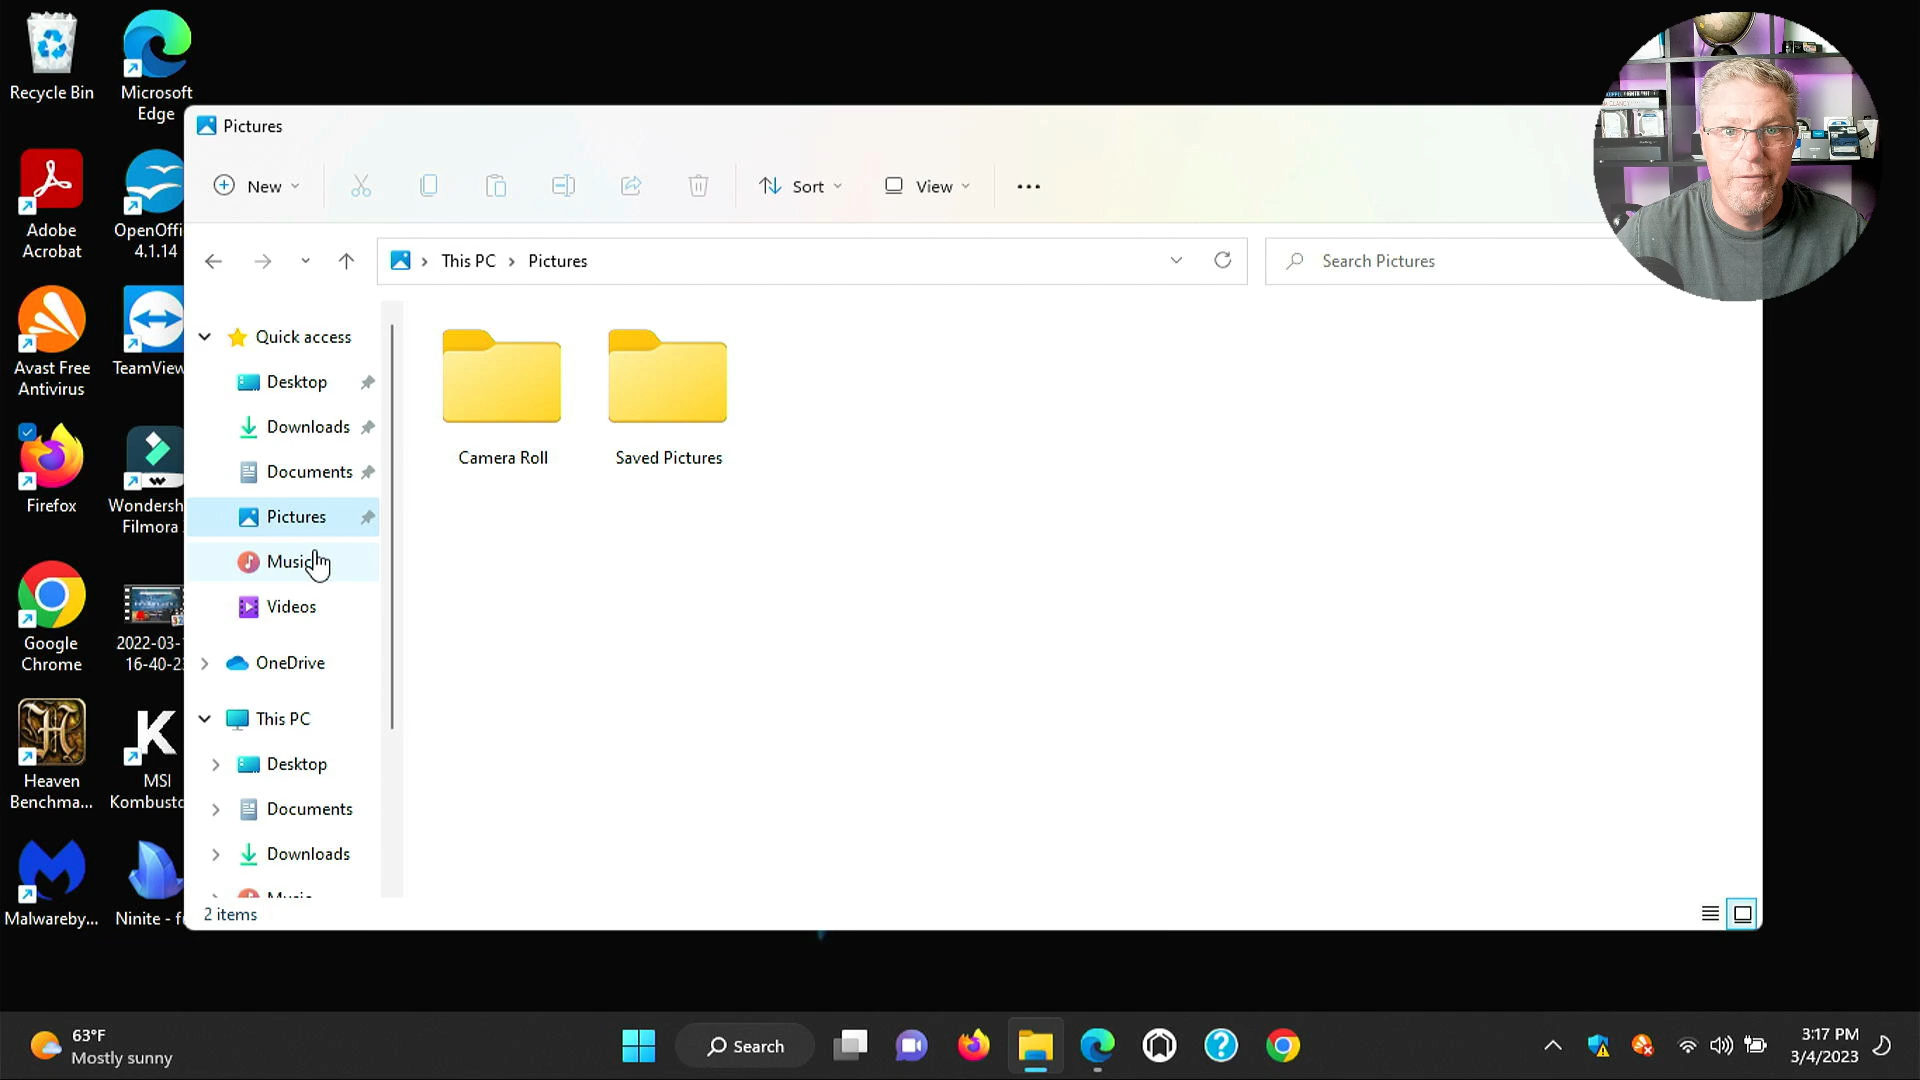 Recycle Bin
Microsoft
Edge
Adobe
Acrobat
OpenOffi
4.1.14
Avast Free
Antivirus
TeamView
Firefox
Wondersh
Filmora
Google
Chrome
2022-03-
16-40-2
Heaven
Benchma...
MSI
Kombusto
Malwareby...
Ninite - f
Pictures
New
Sort
View
This PC
Pictures
Search Pictures
Quick access
Desktop
Downloads
Documents
Pictures
Music
Videos
OneDrive
This PC
Desktop
Documents
Downloads
Music
Camera Roll
Saved Pictures
2 items
63°F
Mostly sunny
Search
3:17 PM
3/4/2023